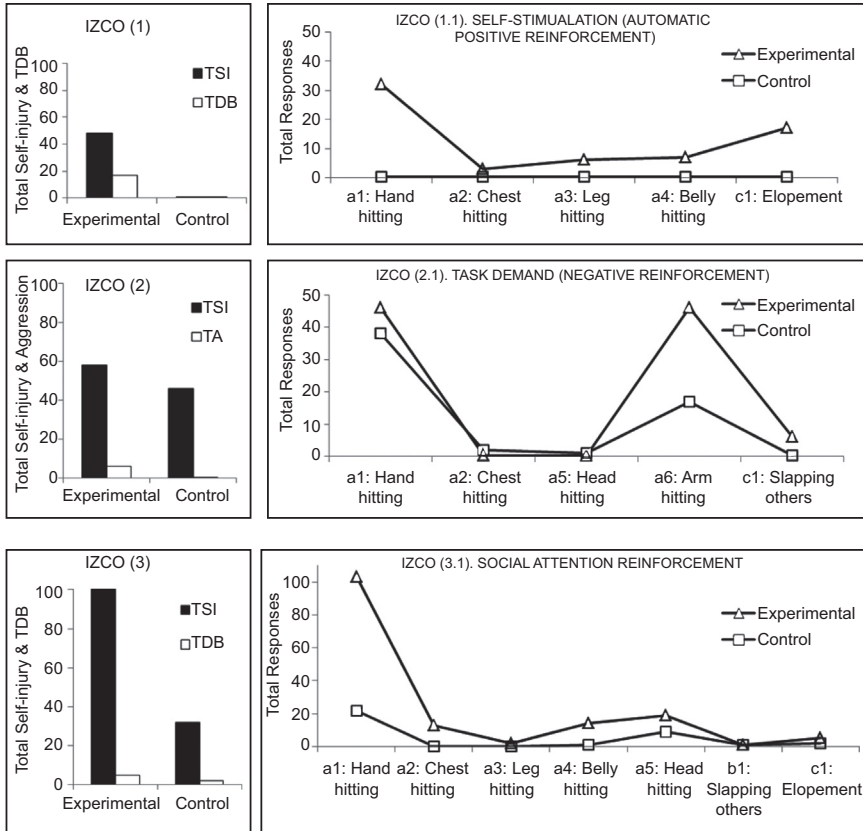 IZCO (1)
Total Self-injury & TDB
100
80
60
40
20
0
TSI
TDB
Experimental
Control
IZCO (1.1). SELF-STIMUALATION (AUTOMATIC
POSITIVE REINFORCEMENT)
Total Responses
50
40
30
20
10
0
Experimental
Control
a1: Hand
hitting
a2: Chest
hitting
a3: Leg
hitting
a4: Belly
hitting
c1: Elopement
IZCO (2)
Total Self-injury & Aggression
100
80
60
40
20
0
TSI
TA
Experimental
Control
IZCO (2.1). TASK DEMAND (NEGATIVE REINFORCEMENT)
Total Responses
50
40
30
20
10
0
Experimental
Control
a1: Hand
hitting
a2: Chest
hitting
a5: Head
hitting
a6: Arm
hitting
c1: Slapping
others
IZCO (3)
Total Self-injury & TDB
100
80
60
40
20
0
TSI
TDB
Experimental
Control
IZCO (3.1). SOCIAL ATTENTION REINFORCEMENT
Total Responses
100
80
60
40
20
0
Experimental
Control
a1: Hand
hitting
a2: Chest
hitting
a3: Leg
hitting
a4: Belly
hitting
a5: Head
hitting
b1:
Slapping
others
c1:
Elopement